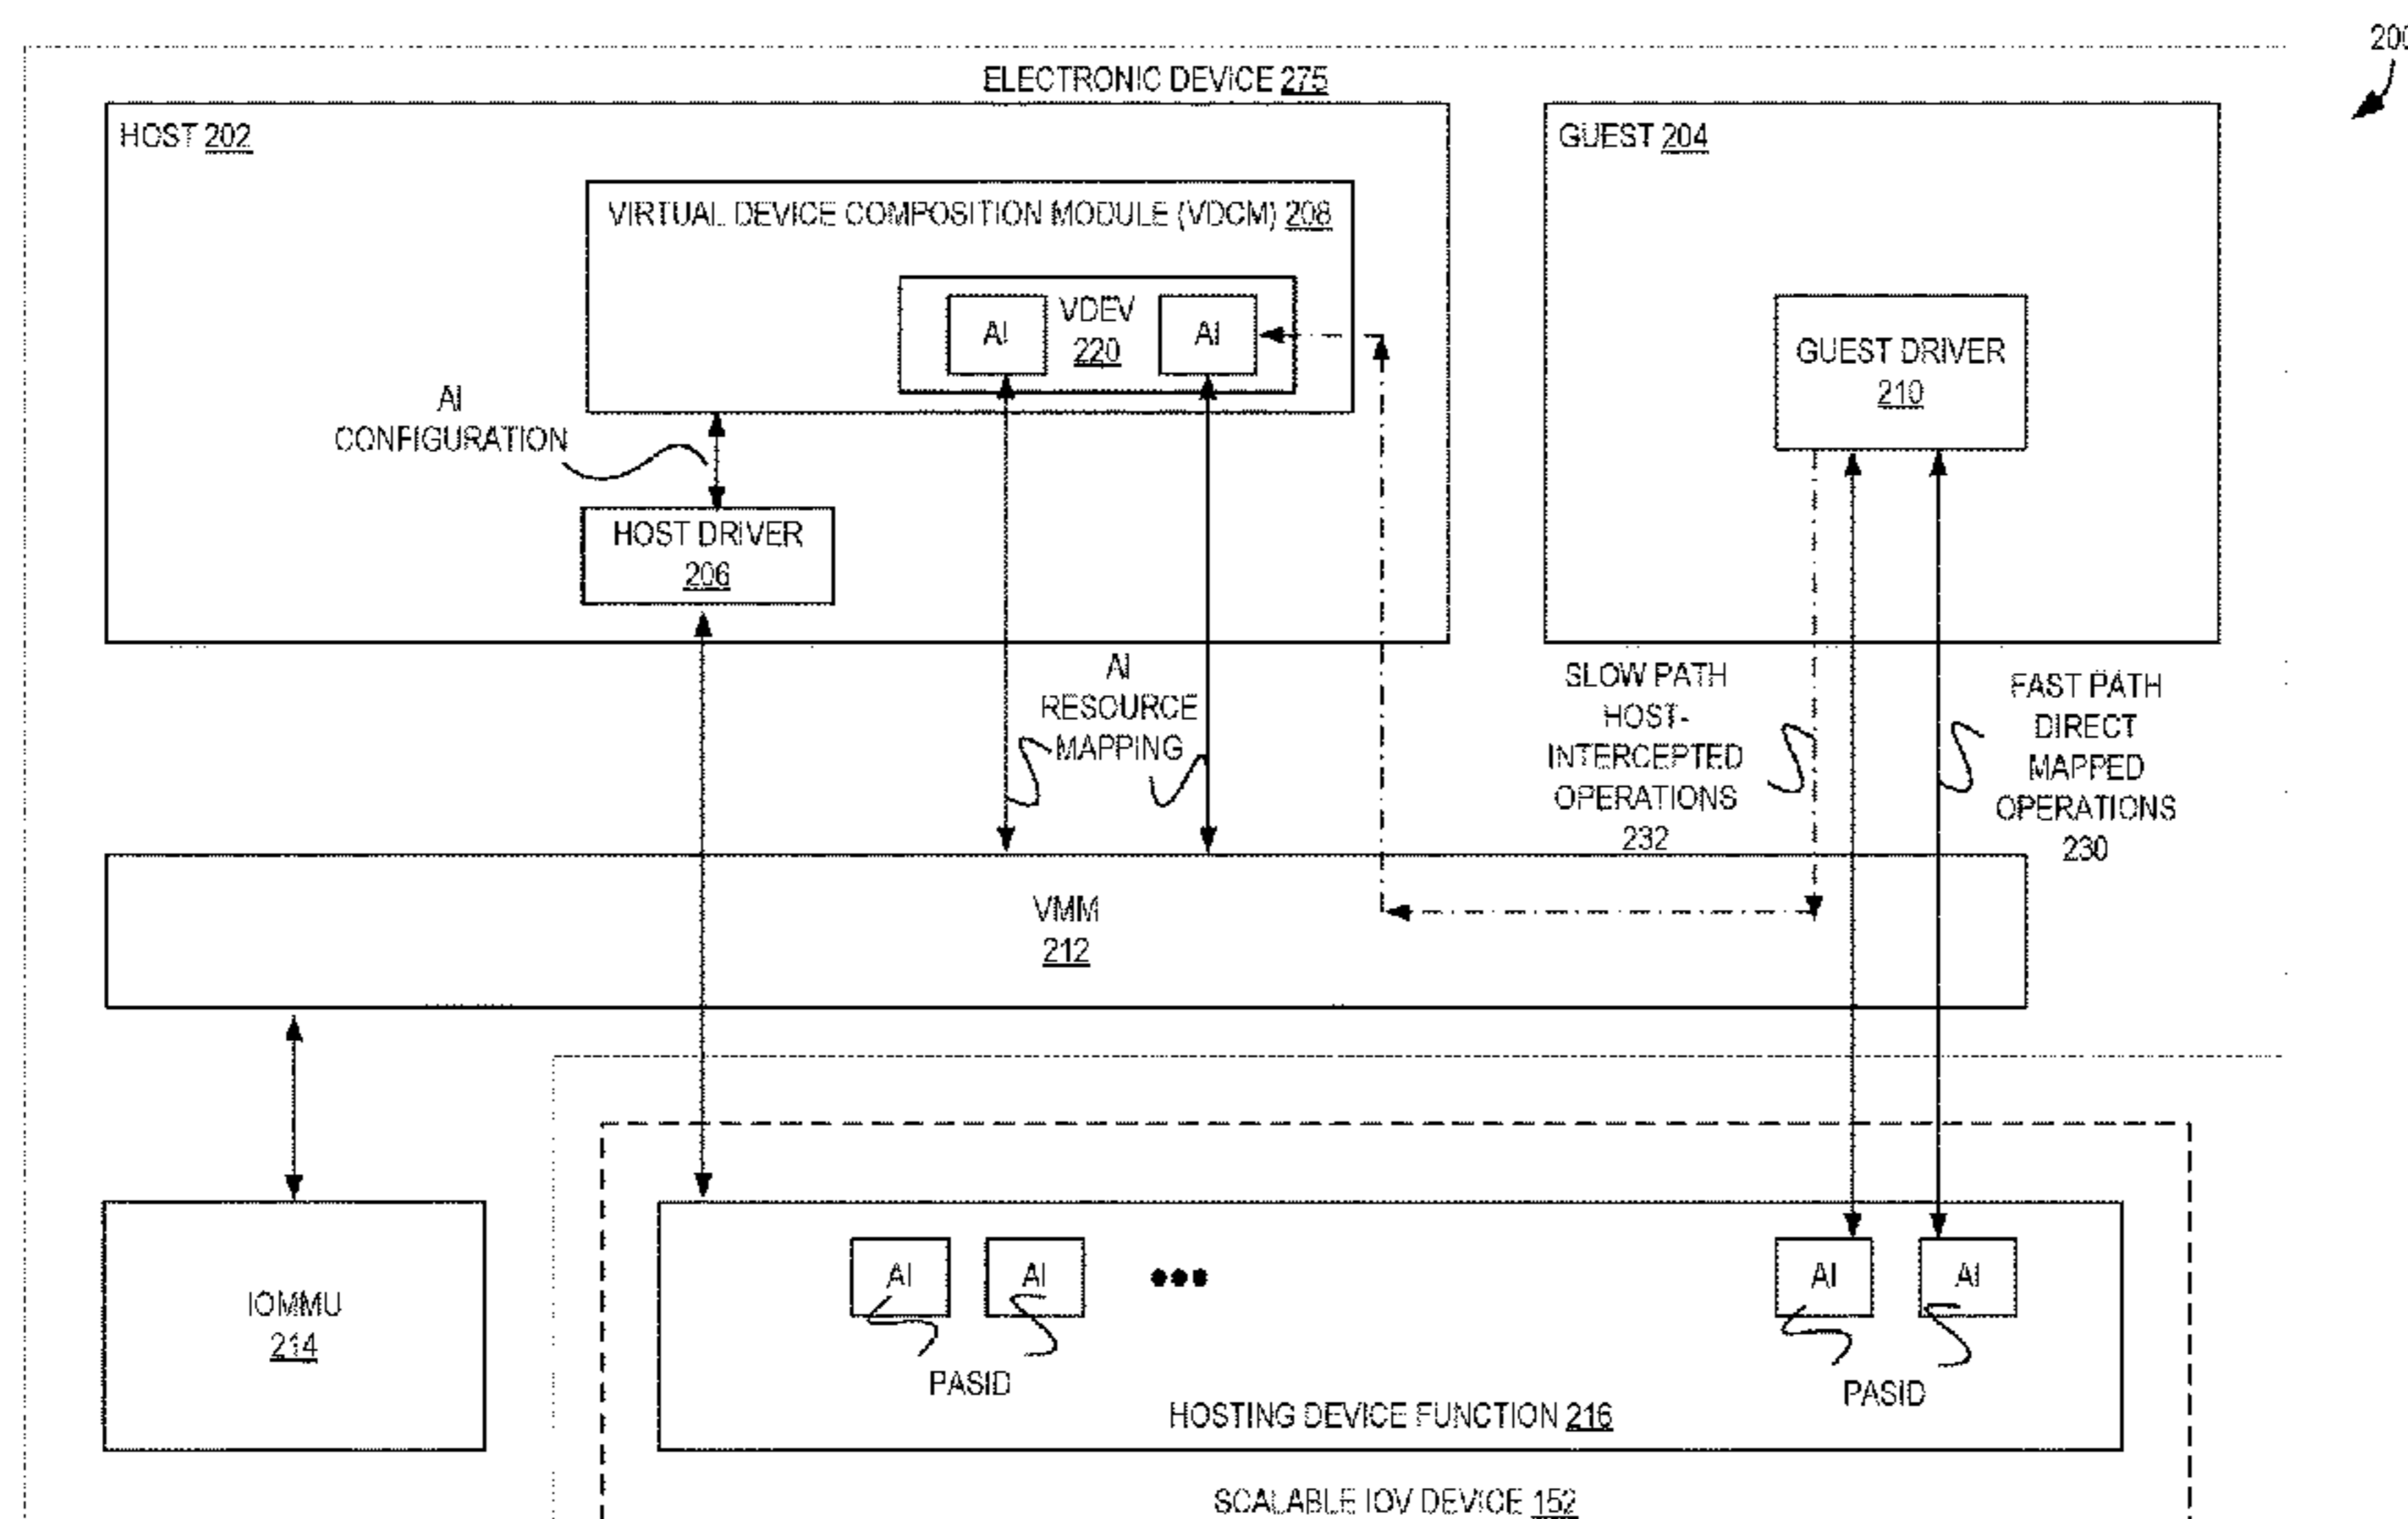 200
ELECTRONIC DEVICE 275
HOST 202
GUEST 204
VIRTUAL DEVICE COMPOSITION MODULE (VDCM) 208
AI
VDEV
220
AI
GUEST DRIVER
210
AI
CONFIGURATION
HOST DRIVER
206
AI
RESOURCE
MAPPING
SLOW PATH
HOST-
INTERCEPTED
OPERATIONS
232
FAST PATH
DIRECT
MAPPED
OPERATIONS
230
VMM
212
IOMMU
214
AI
AI
AI
AI
PASID
PASID
HOSTING DEVICE FUNCTION 216
SCALABLE IOV DEVICE 152